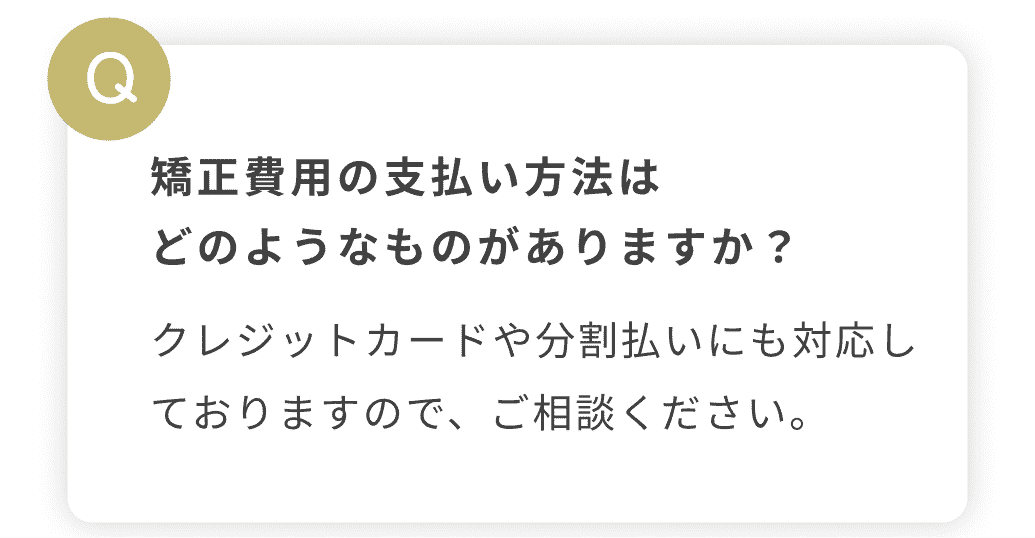 Q
矯正費用の支払い方法は
どのようなものがありますか？
クレジットカードや分割払いにも対応し
ておりますので、ご相談ください。